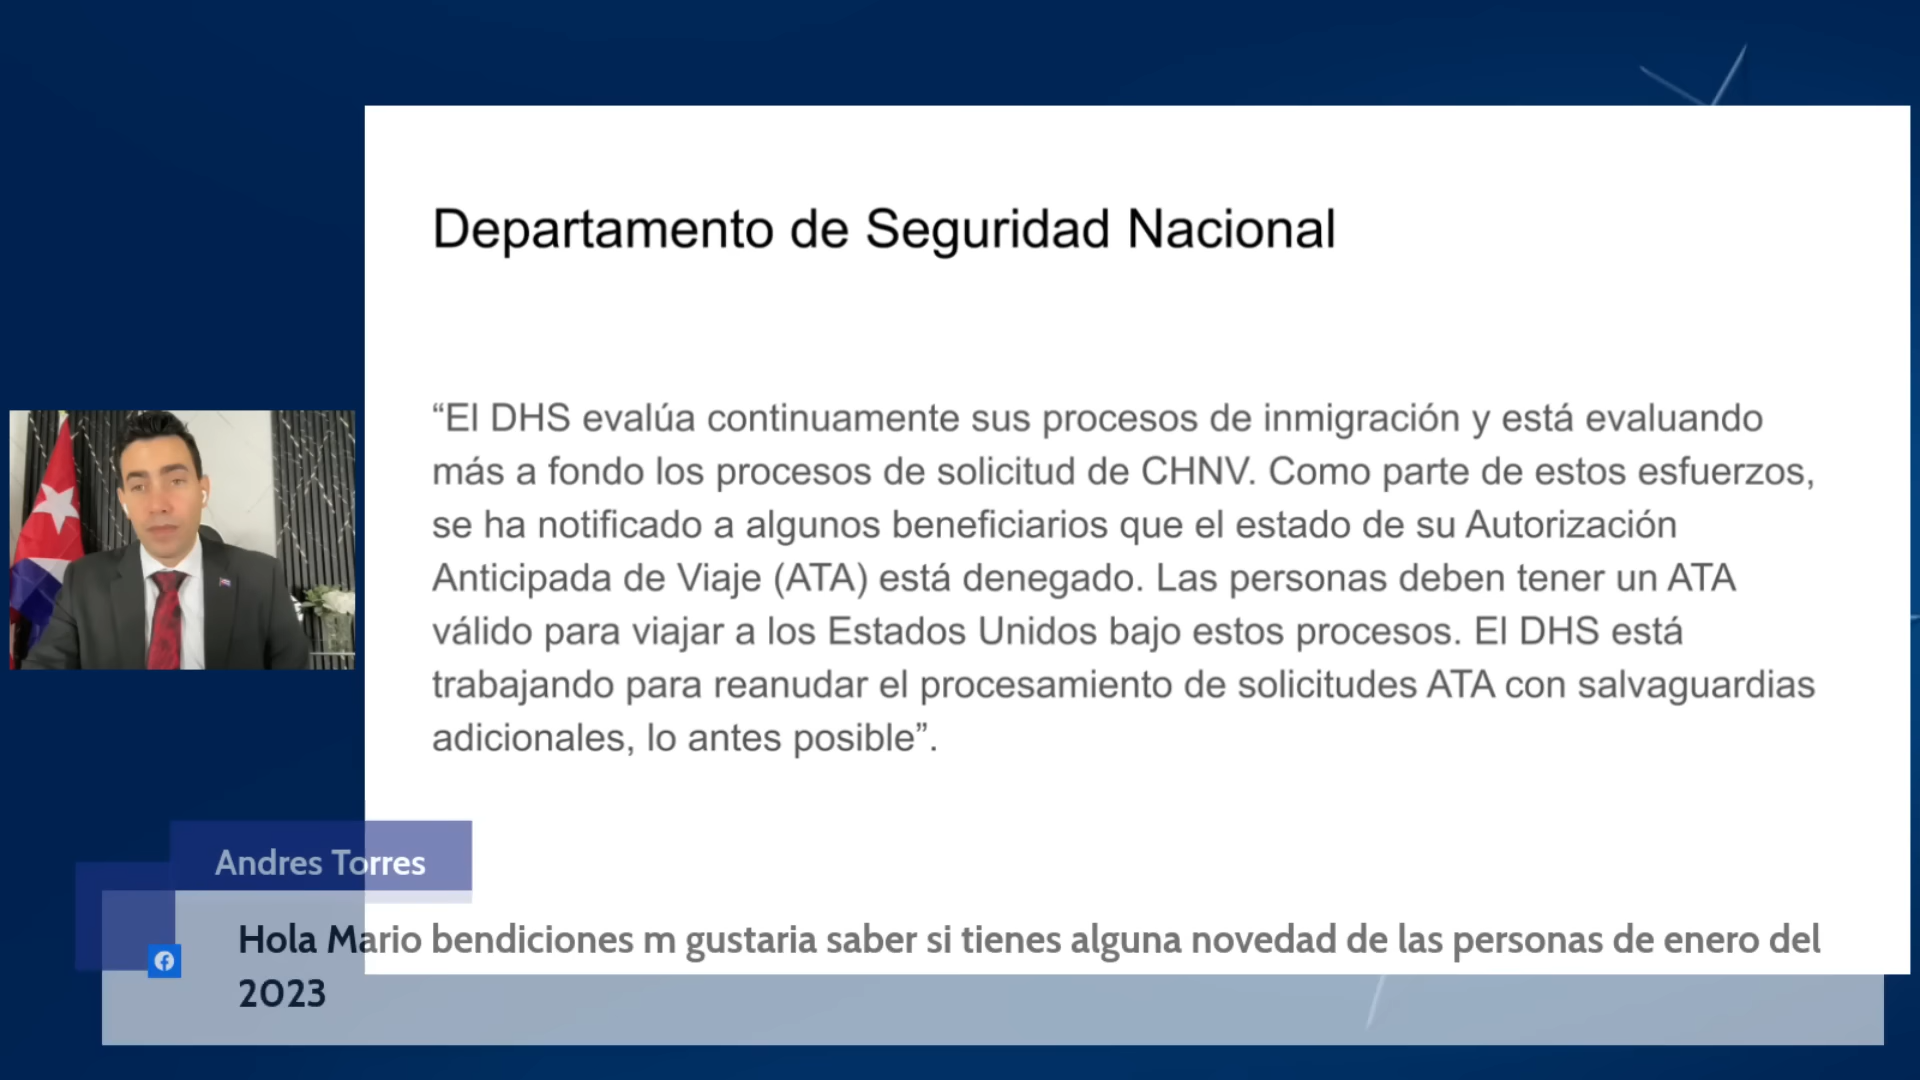 Departamento de Seguridad Nacional
“El DHS evalúa continuamente sus procesos de inmigración y está evaluando
más a fondo los procesos de solicitud de CHNV. Como parte de estos esfuerzos,
se ha notificado a algunos beneficiarios que el estado de su Autorización
Anticipada de Viaje (ATA) está denegado. Las personas deben tener un ATA
válido para viajar a los Estados Unidos bajo estos procesos. El DHS está
trabajando para reanudar el procesamiento de solicitudes ATA con salvaguardias
adicionales, lo antes posible”.
Andres Torres
Hola Mario bendiciones m gustaria saber si tienes alguna novedad de las personas de enero del
2023